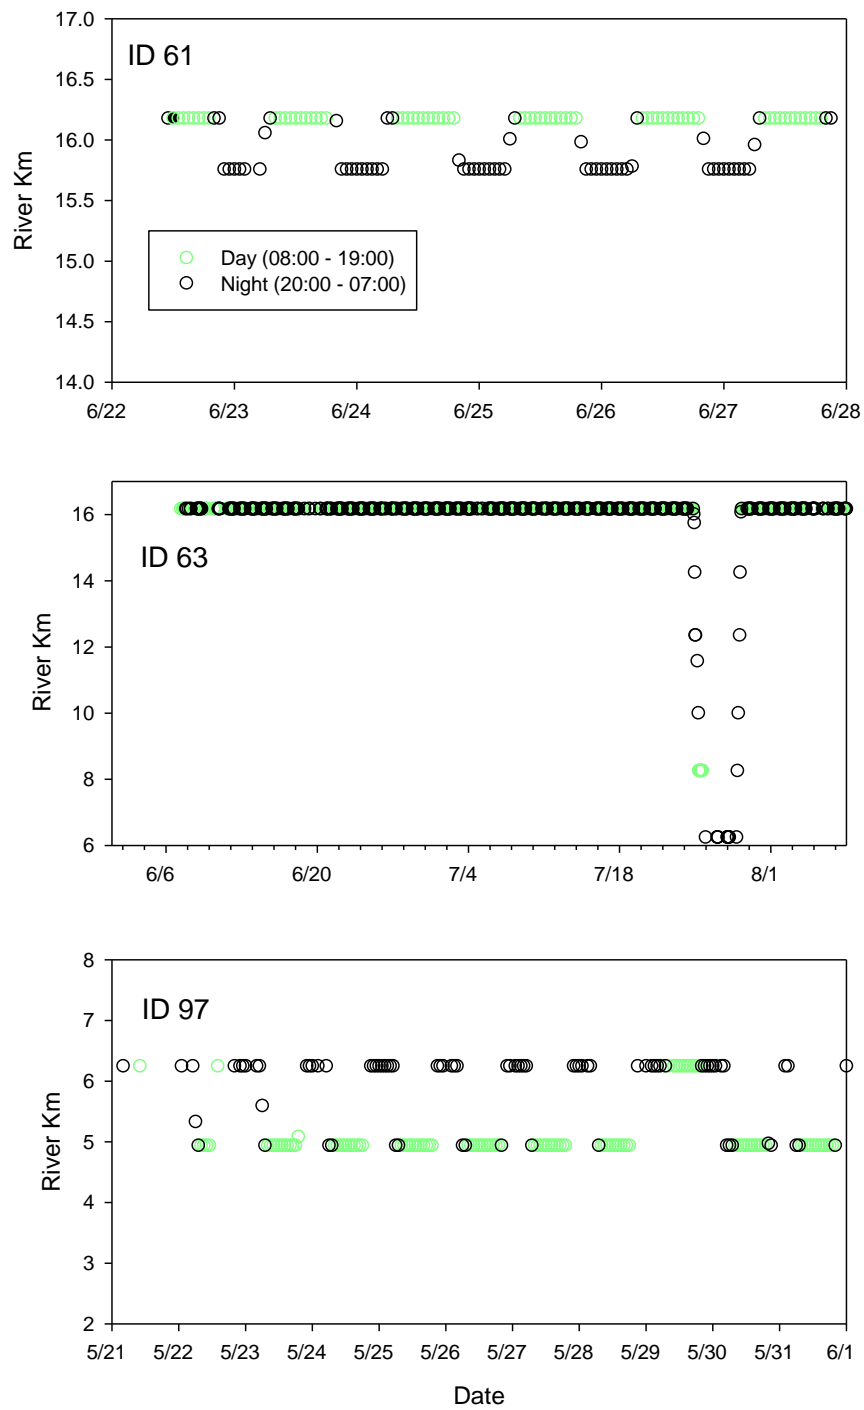 17.0
ID 61
16.5
16.0
15.5
River Km
Day (08:00 - 19:00)
15.0
Night (20:00 - 07:00)
14.5
14.0
6/22 6/23 6/24 6/25 6/26 6/27 6/28
16
ID 63
14
12
River Km
10
8
6
6/6 6/20 7/4 7/18 8/1
8
ID 97
7
6
River Km
5
4
3
2
5/21 5/22 5/23 5/24 5/25 5/26 5/27 5/28 5/29 5/30 5/31 6/1
Date